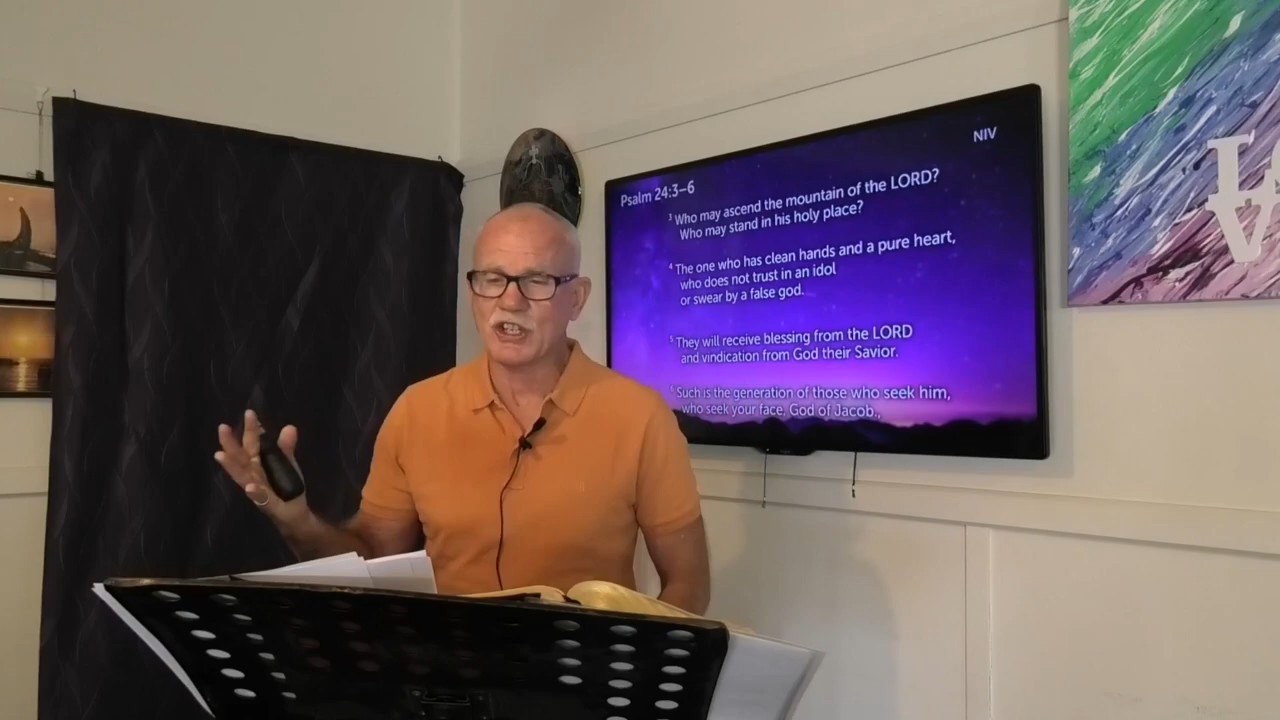 NIV
Psalm 24:3–6
3 Who may ascend the mountain of the LORD?
Who may stand in his holy place?
4 The one who has clean hands and a pure heart,
who does not trust in an idol
or swear by a false god.
5 They will receive blessing from the LORD
and vindication from God their Savior.
6 Such is the generation of those who seek him,
who seek your face, God of Jacob.,